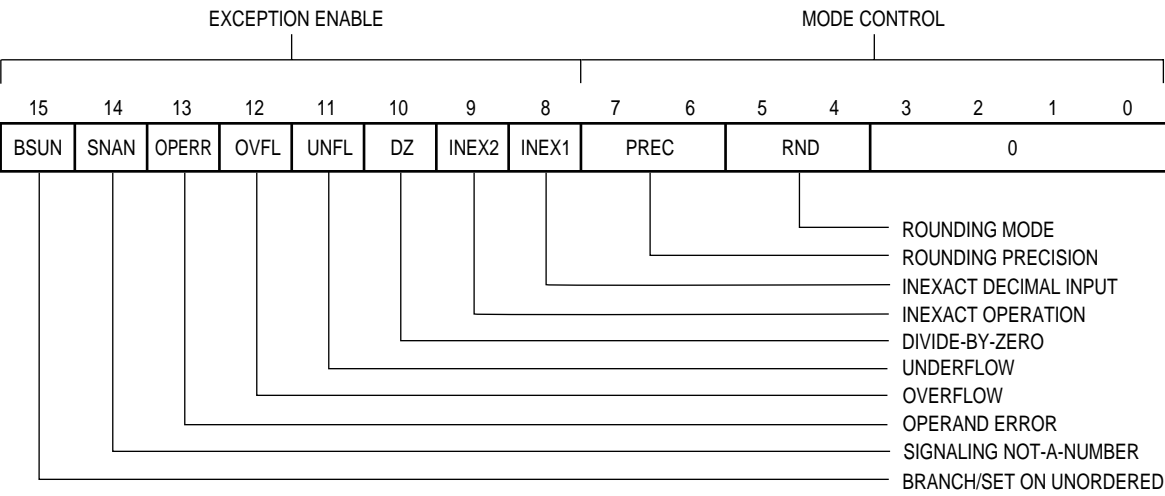 EXCEPTION ENABLE MODE CONTROL
15 14 13 12 11 10 9 8 7 6 5 4 3 2 1 0
BSUN SNAN OPERR OVFL UNFL DZ INEX2 INEX1 PREC RND 0
ROUNDING MODE
ROUNDING PRECISION
INEXACT DECIMAL INPUT
INEXACT OPERATION
DIVIDE-BY-ZERO
UNDERFLOW
OVERFLOW
OPERAND ERROR
SIGNALING NOT-A-NUMBER
BRANCH/SET ON UNORDERED